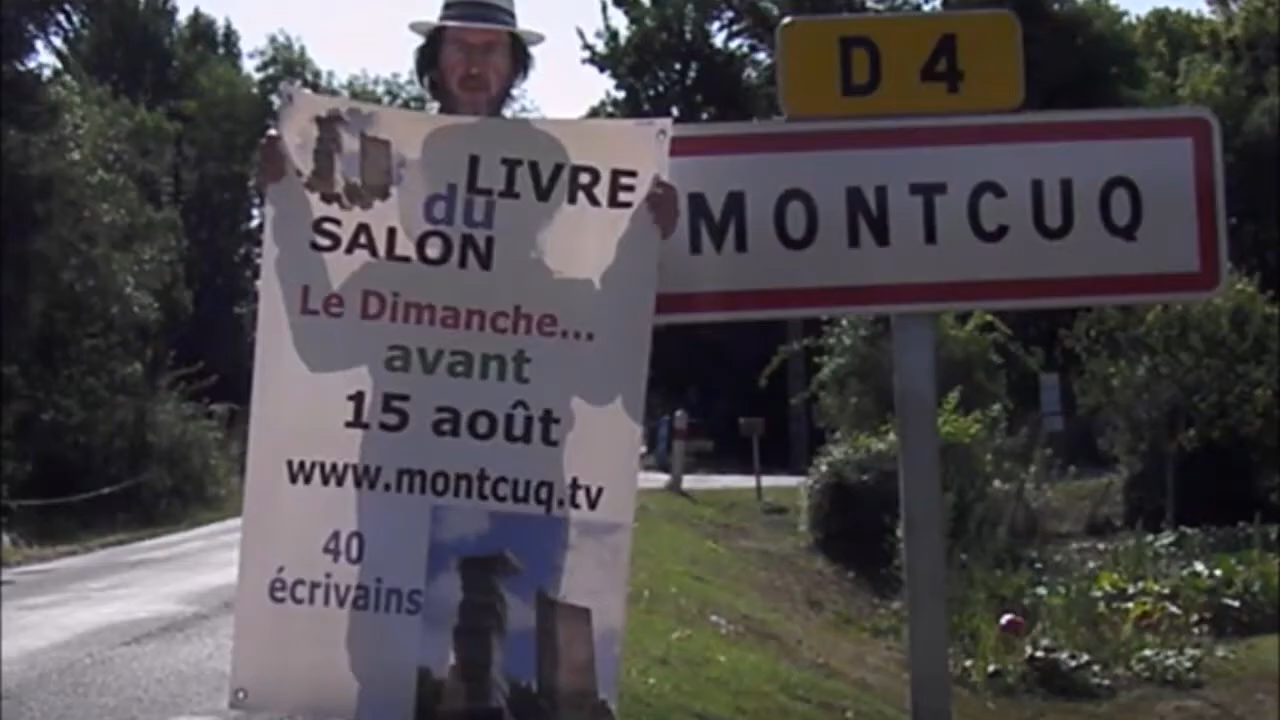 LIVRE
du
SALON
Le Dimanche...
avant
15 août
www.montcuq.tv
40
écrivains
D 4
MONTCUQ